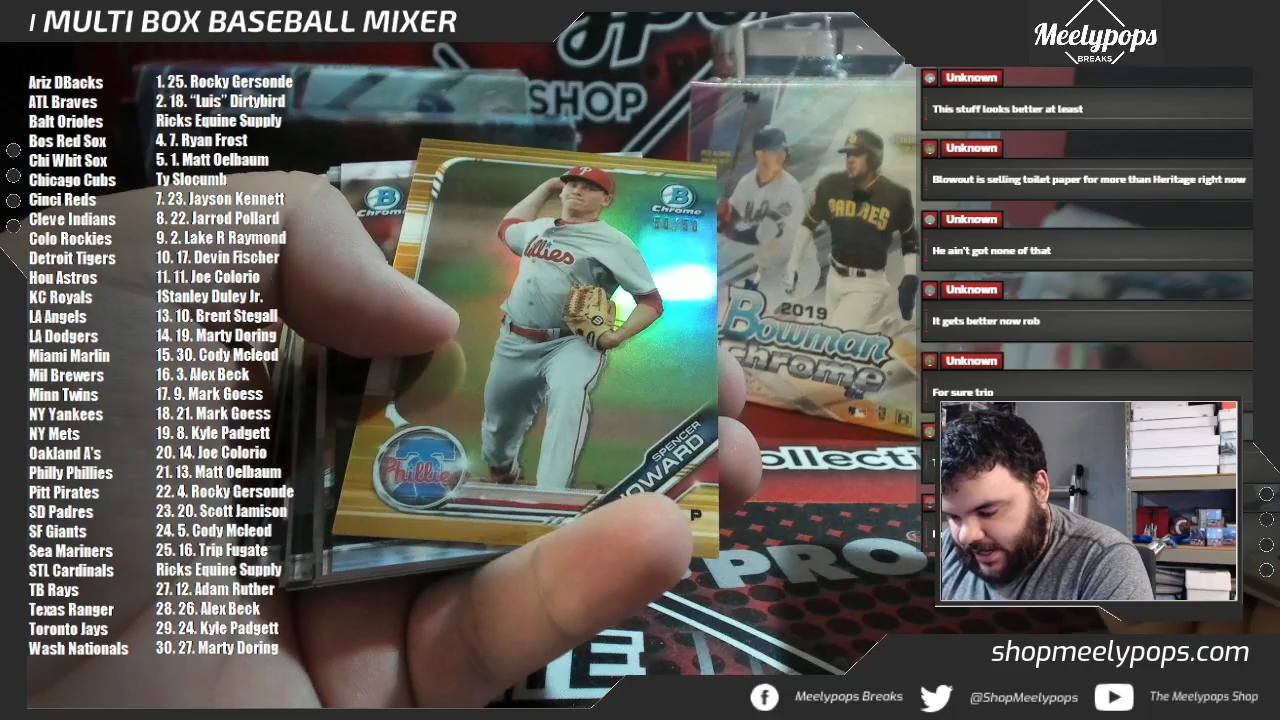 MULTI BOX BASEBALL MIXER
Meelypops
BREAKS
Ariz DBacks 1. 25. Rocky Gersonde
ATL Braves 2. 18. "Luis" Dirtybird
Balt Orioles Ricks Equine Supply
Bos Red Sox 4. 7. Ryan Frost
Chi Whit Sox 5. 1. Matt Oelbaum
Chicago Cubs Ty Slocumb
Cinci Reds 7. 23. Jayson Kennett
Cleve Indians 8. 22. Jarrod Pollard
Colo Rockies 9. 2. Lake R Raymond
Detroit Tigers 10. 17. Devin Fischer
Hou Astros 11. 11. Joe Colorio
KC Royals 1Stanley Duley Jr.
LA Angels 13. 10. Brent Stegall
LA Dodgers 14. 19. Marty Doring
Miami Marlin 15. 30. Cody Mcleod
Mil Brewers 16. 3. Alex Beck
Minn Twins 17. 9. Mark Goess
NY Yankees 18. 21. Mark Goess
NY Mets 19. 8. Kyle Padgett
Oakland A's 20. 14. Joe Colorio
Philly Phillies 21. 13. Matt Oelbaum
Pitt Pirates 22. 4. Rocky Gersonde
SD Padres 23. 20. Scott Jamison
SF Giants 24. 5. Cody Mcleod
Sea Mariners 25. 16. Trip Fugate
STL Cardinals Ricks Equine Supply
TB Rays 27. 12. Adam Ruther
Texas Ranger 28. 26. Alex Beck
Toronto Jays 29. 24. Kyle Padgett
Wash Nationals 30. 27. Marty Doring
SHOP
B
Chrome
B
Chrome
P
Phillies
Phillies
SPENCER
HOWARD
P
PADRES
2019
Bowman
Chrome
Collecti
PRO
Unknown
This stuff looks better at least
Unknown
Blowout is selling toilet paper for more than Heritage right now
Unknown
He ain't got none of that
Unknown
It gets better now rob
Unknown
For sure trip
shopmeelypops.com
Meelypops Breaks
@ShopMeelypops
The Meelypops Shop